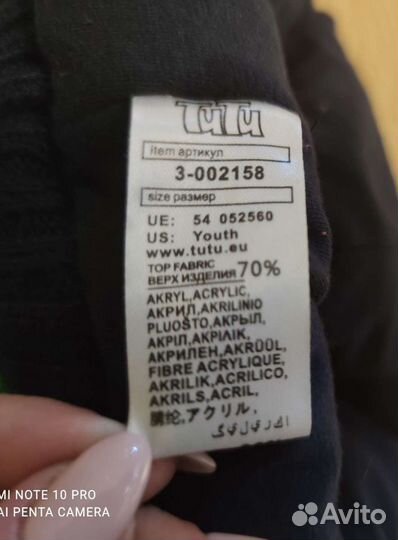 TuTu
item артикул
3-002158
size размер
UE: 54 052560
US: Youth
www.tutu.eu
TOP FABRIC
ВЕРХ ИЗДЕЛИЯ 70%
AKRYL,ACRYLIC,
АКРИЛ,AKRILINIO
PLUOŠTO,АКРЫЛ,
АКРІЛ,АКРІЛІК,
АКРИЛЕН,AKRÜÜL,
FIBRE ACRYLIQUE,
AKRILIK,ACRILICO,
AKRILS,ACRIL,
腈纶,アクリル,
MI NOTE 10 PRO
AI PENTA CAMERA
Avito